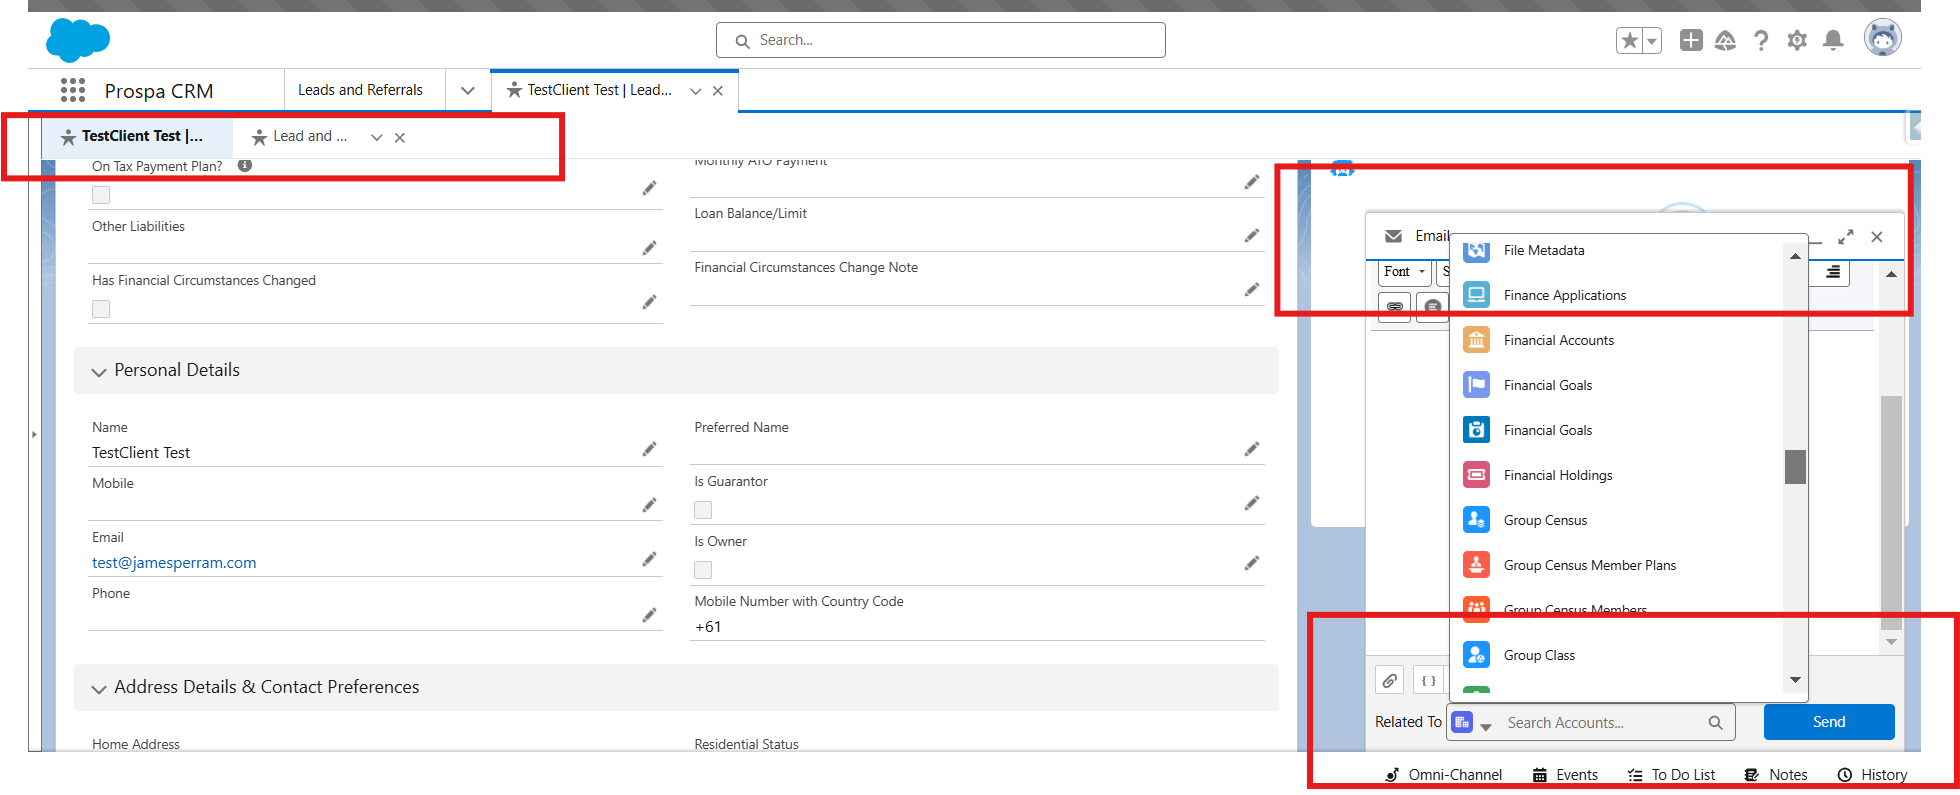 Search...
Prospa CRM
Leads and Referrals
TestClient Test | Lead...
TestClient Test |...
Lead and ...
On Tax Payment Plan?
Monthly ATO Payment
Other Liabilities
Loan Balance/Limit
Has Financial Circumstances Changed
Financial Circumstances Change Note
Personal Details
Name
TestClient Test
Preferred Name
Mobile
Is Guarantor
Email
test@jamesperram.com
Is Owner
Phone
Mobile Number with Country Code
+61
Address Details & Contact Preferences
Home Address
Residential Status
Email
Font
S
File Metadata
Finance Applications
Financial Accounts
Financial Goals
Financial Goals
Financial Holdings
Group Census
Group Census Member Plans
Group Census Members
Group Class
Related To
Search Accounts...
Send
Omni-Channel
Events
To Do List
Notes
History